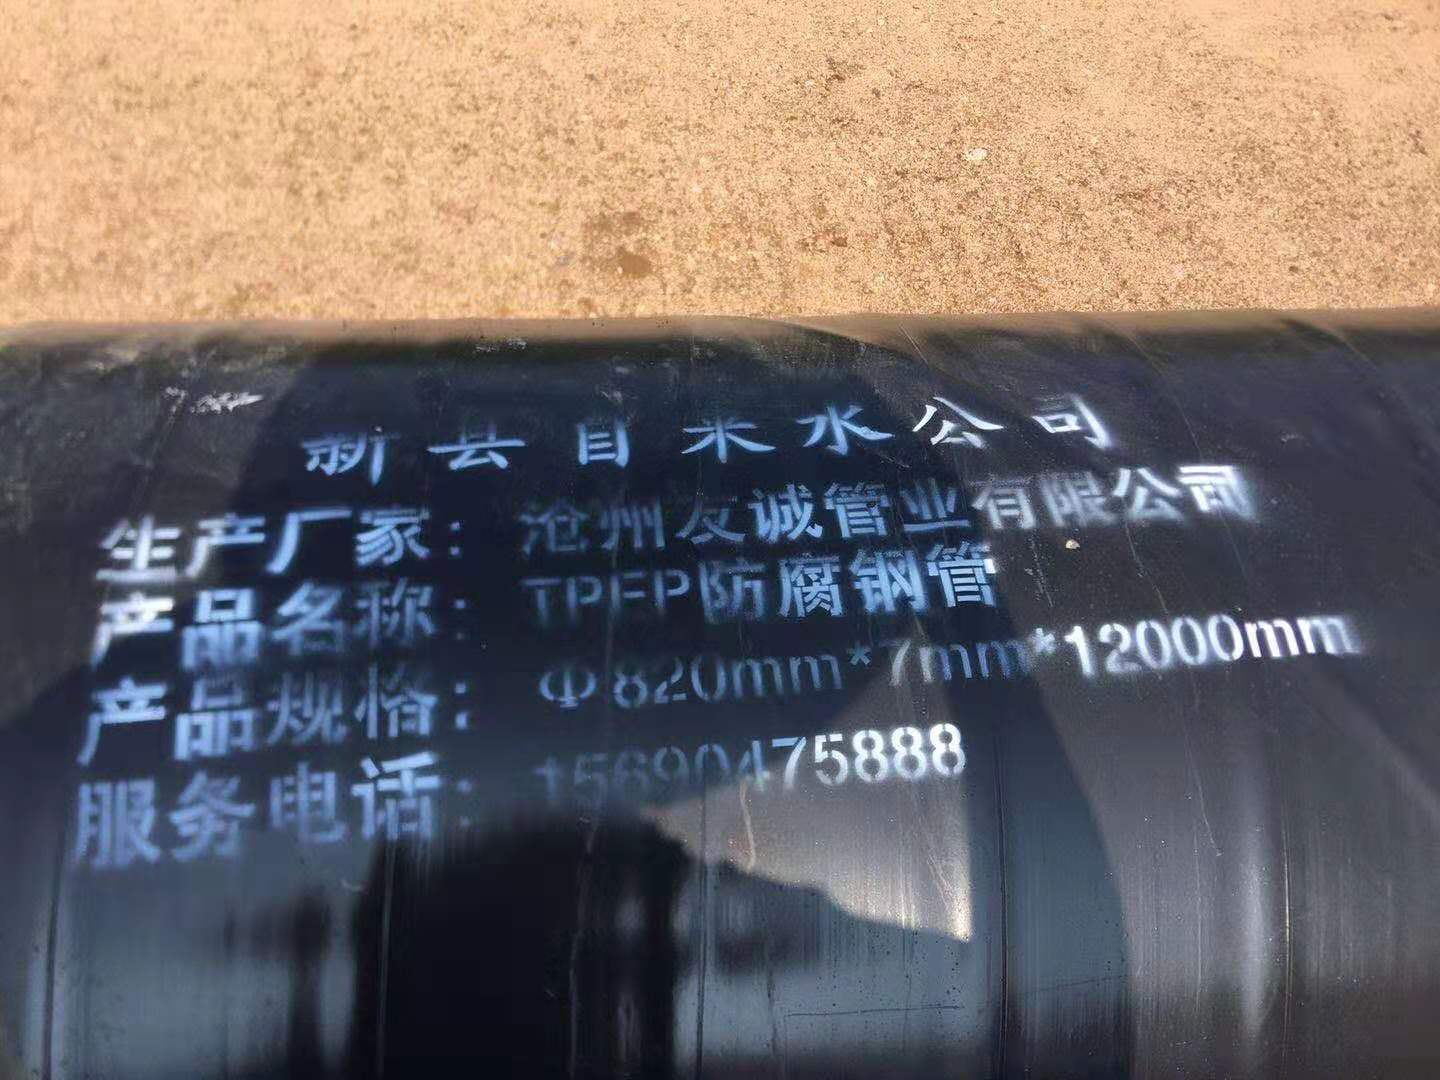 新县自来水公司
生产厂家：沧州友诚管业有限公司
产品名称：TPEP防腐钢管
产品规格：Φ820mm*7mm*12000mm
服务电话：15690475888